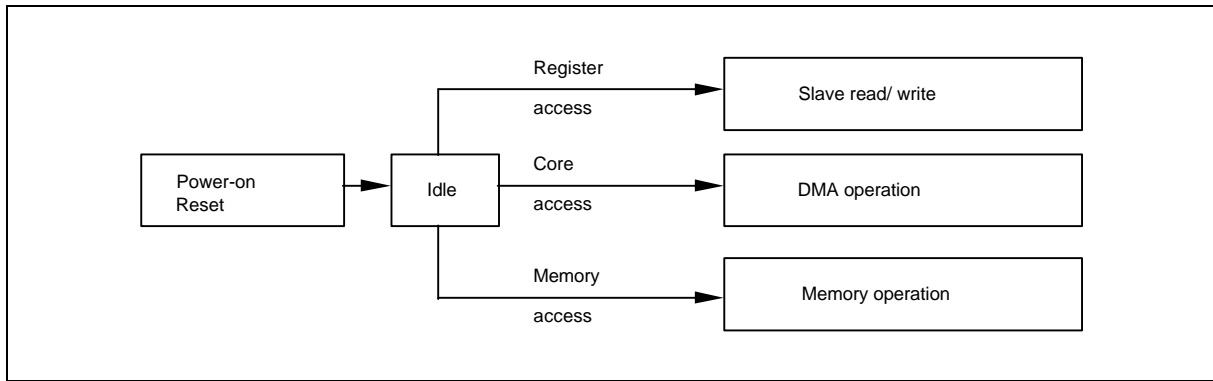 Register
access
Slave read/ write
Power-on
Reset
Idle
Core
access
DMA operation
Memory
access
Memory operation